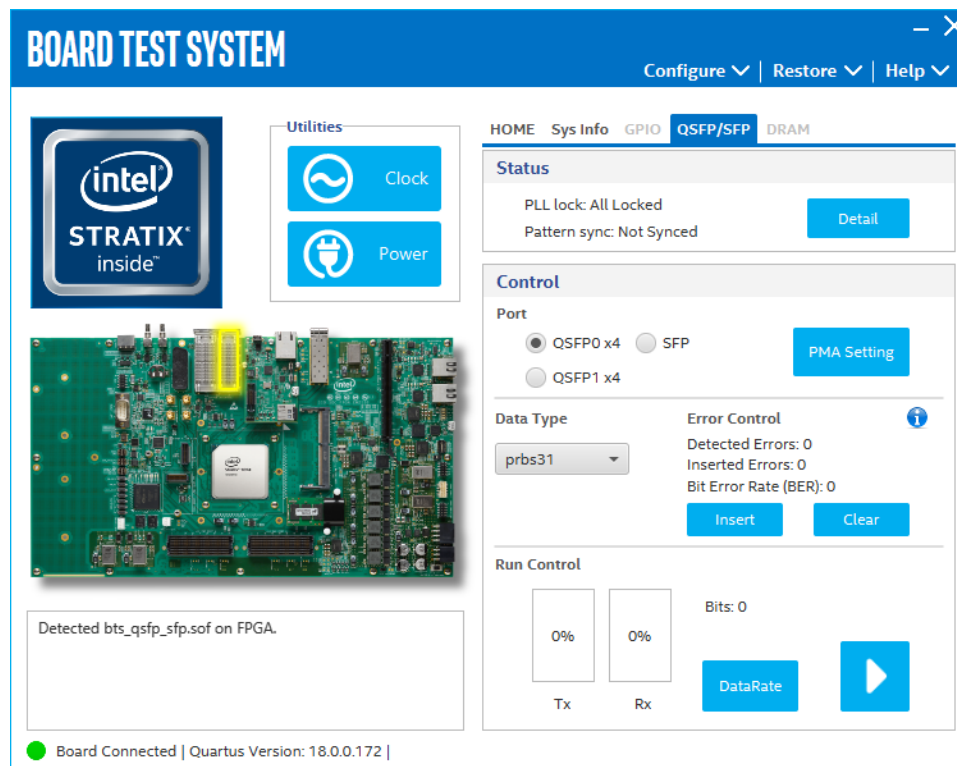 BOARD TEST SYSTEM
Configure | Restore | Help
Utilities
Clock
Power
intel
STRATIX
inside™
HOME Sys Info GPIO QSFP/SFP DRAM
Status
PLL lock: All Locked
Pattern sync: Not Synced
Detail
Control
Port
QSFP0 x4
SFP
QSFP1 x4
PMA Setting
Data Type
prbs31
Error Control
Detected Errors: 0
Inserted Errors: 0
Bit Error Rate (BER): 0
Insert
Clear
Run Control
0%
0%
Tx
Rx
Bits: 0
DataRate
Detected bts_qsfp_sfp.sof on FPGA.
Board Connected | Quartus Version: 18.0.0.172 |